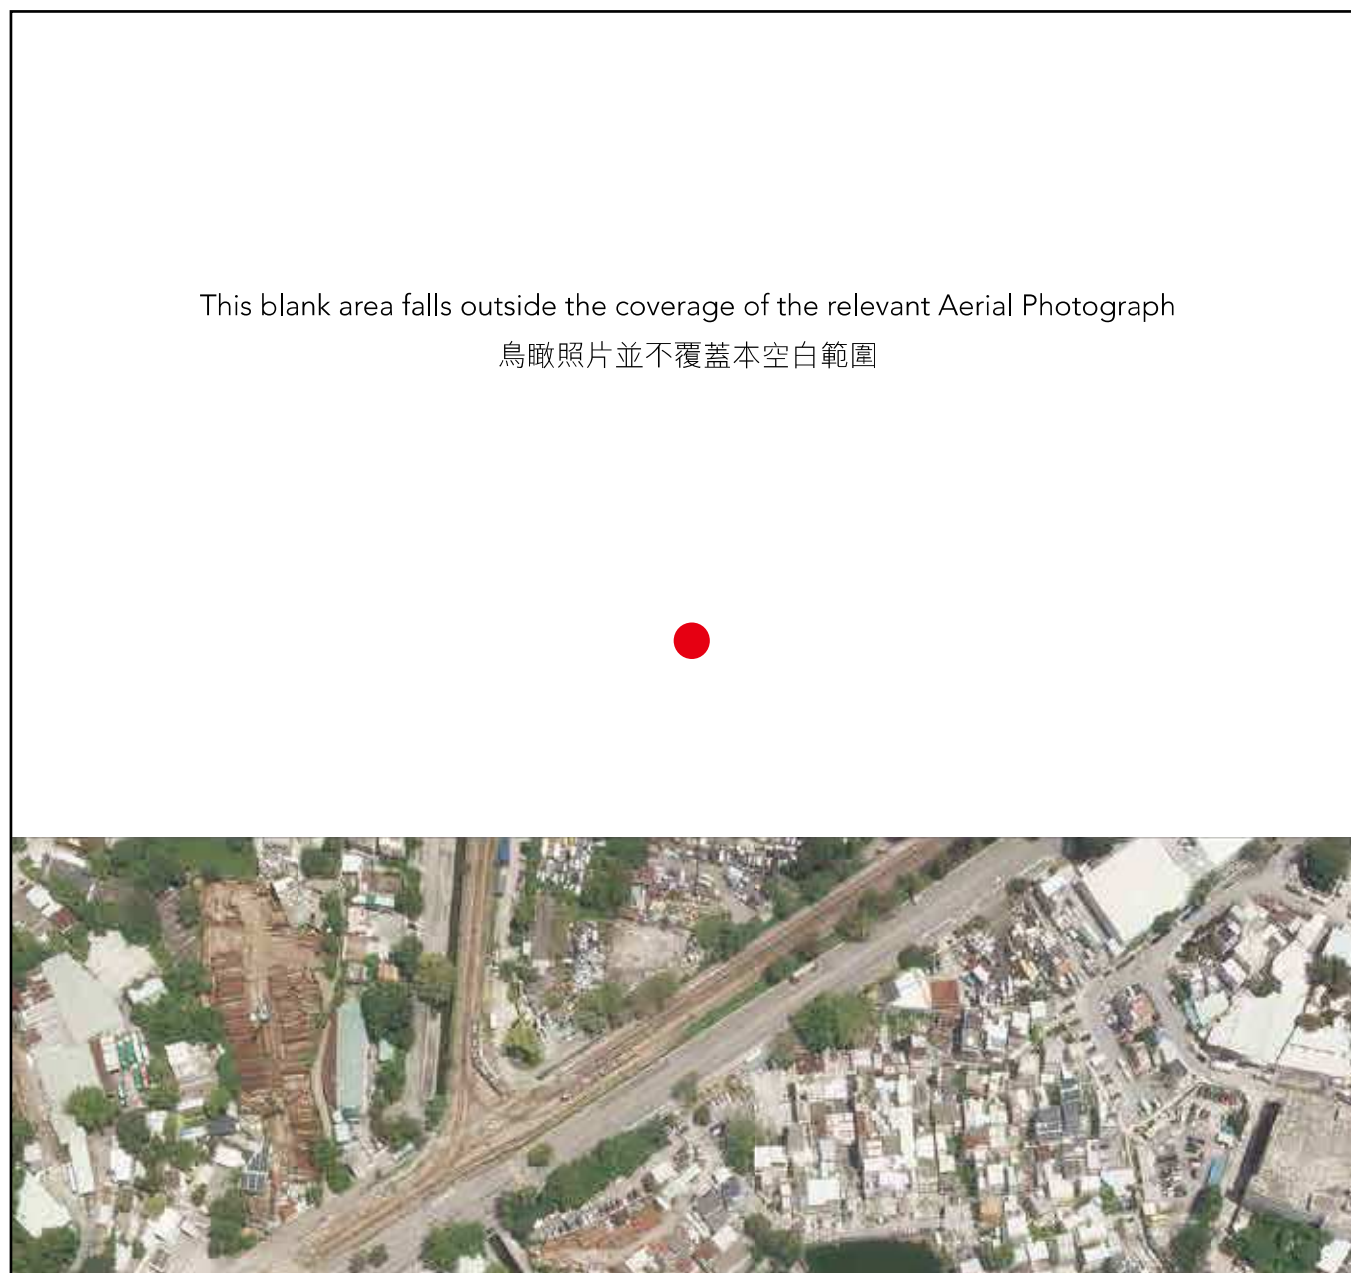 This blank area falls outside the coverage of the relevant Aerial Photograph
鳥瞰照片並不覆蓋本空白範圍